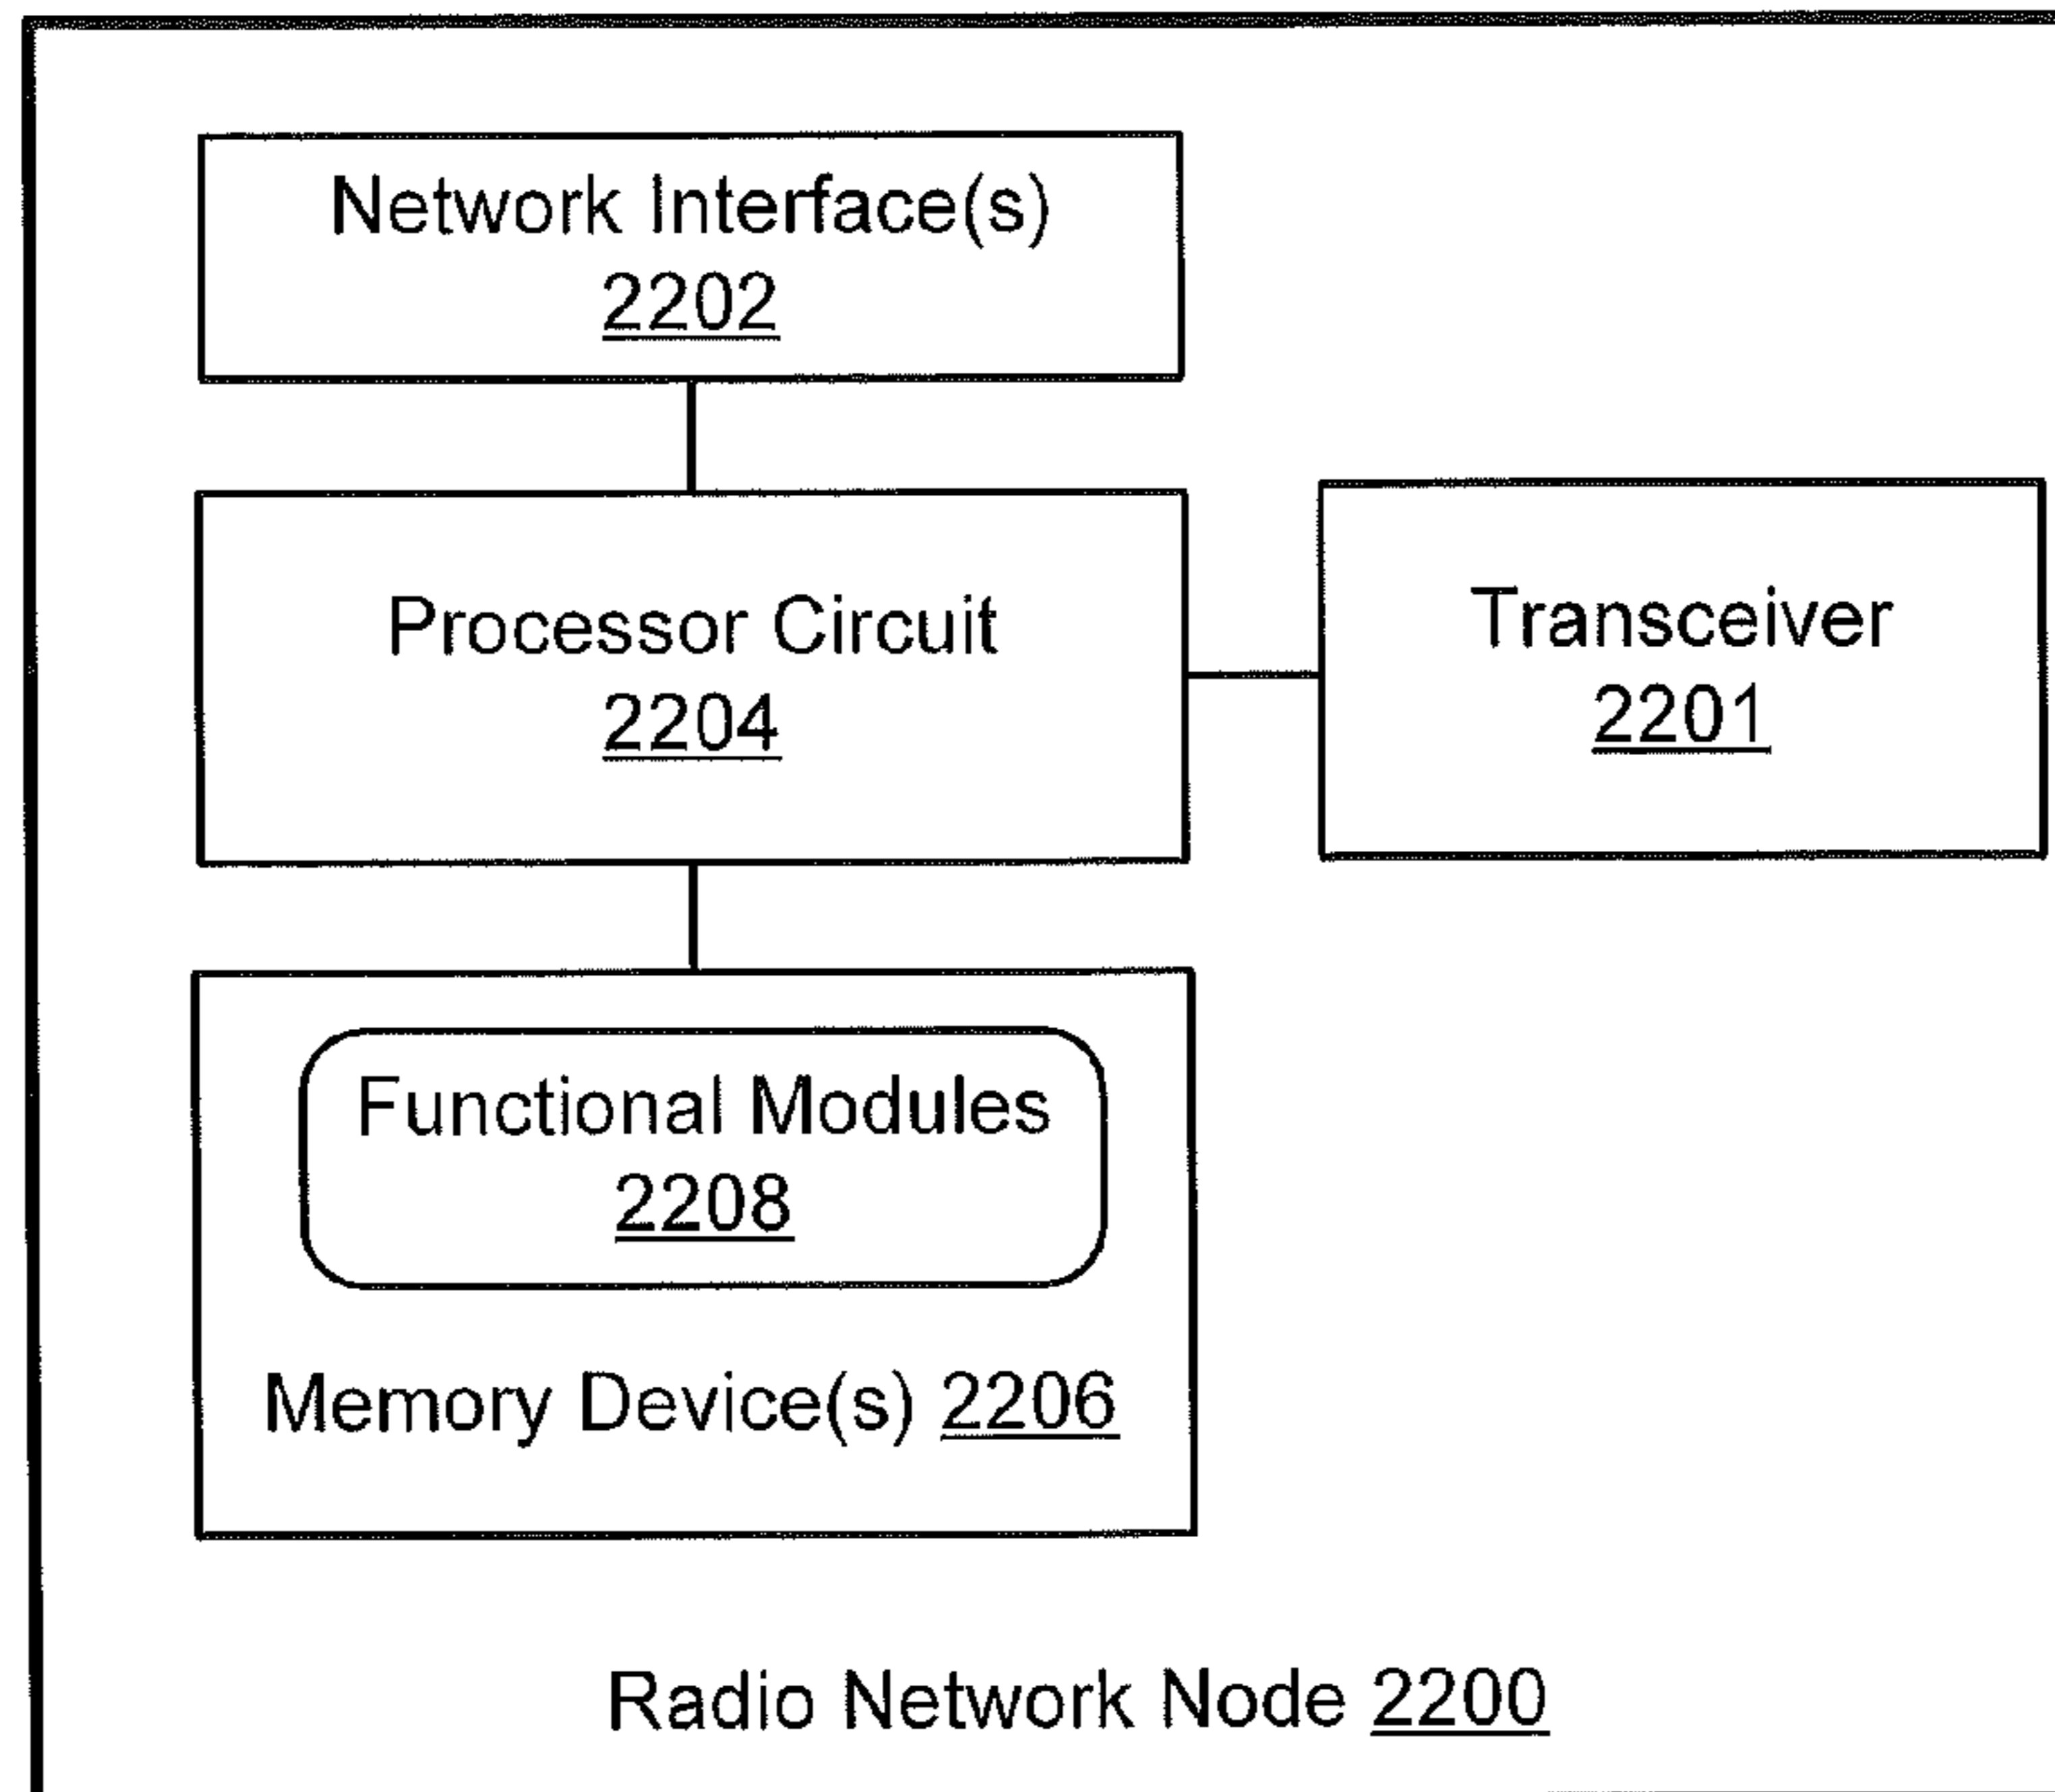 Network Interface(s)
2202
Processor Circuit
2204
Transceiver
2201
Functional Modules
2208
Memory Device(s) 2206
Radio Network Node 2200